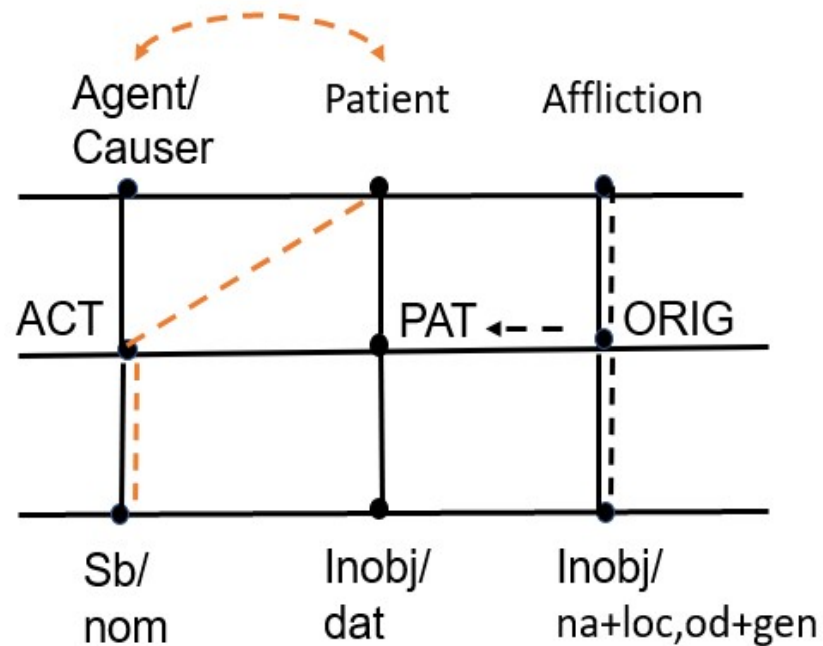 Agent/
Causer
Patient
Affliction
ACT
PAT
ORIG
Sb/
nom
Inobj/
dat
Inobj/
na+loc,od+gen